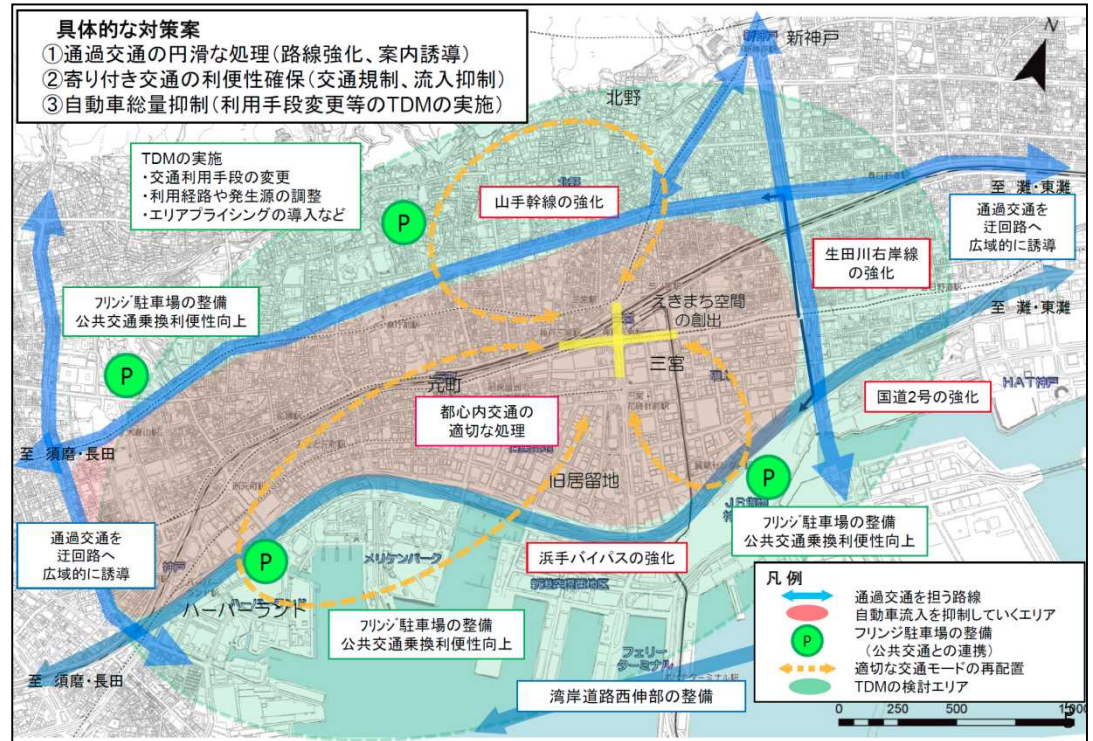 具体的な対策案
①通過交通の円滑な処理(路線強化、案内誘導)
②寄り付き交通の利便性確保(交通規制、流入抑制)
③自動車総量抑制(利用手段変更等のTDMの実施)
N
新神戸
北野
TDMの実施
・交通利用手段の変更
・利用経路や発生源の調整
・エリアプライシングの導入など
P
山手幹線の強化
至 灘・東灘
通過交通を
迂回路へ
広域的に誘導
生田川右岸線
の強化
至 灘・東灘
フリンジ駐車場の整備
公共交通乗換利便性向上
P
えきまち空間
の創出
元町
三宮
HAT神戸
国道2号の強化
都心内交通の
適切な処理
至 須磨・長田
旧居留地
P
フリンジ駐車場の整備
公共交通乗換利便性向上
通過交通を
迂回路へ
広域的に誘導
P
メリケンパーク
浜手バイパスの強化
ハーバーランド
フリンジ駐車場の整備
公共交通乗換利便性向上
フェリー
ターミナル
至 須磨・長田
湾岸道路西伸部の整備
凡 例
通過交通を担う路線
自動車流入を抑制していくエリア
P
フリンジ駐車場の整備
(公共交通との連携)
適切な交通モードの再配置
TDMの検討エリア
0 250 500 1,000